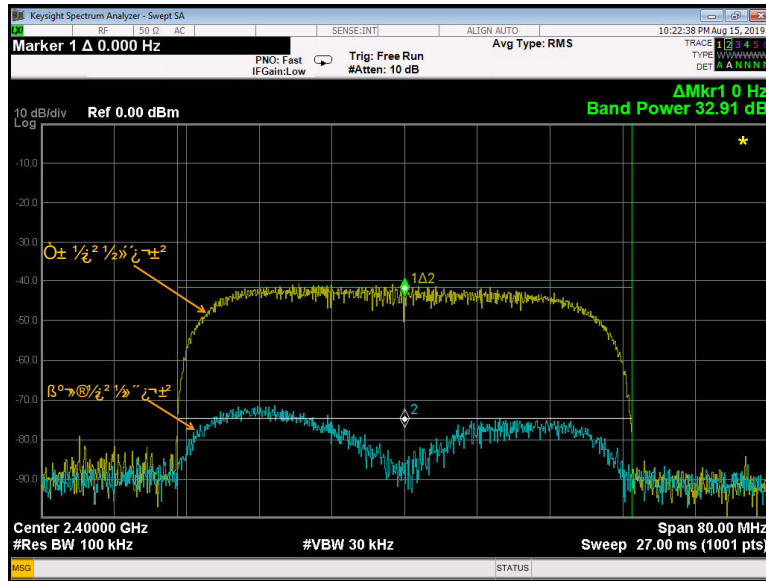 Keysight Spectrum Analyzer - Swept SA
LXI RF 50 Ω AC SENSE:INT ALIGN AUTO 10:22:38 PM Aug 15, 2019
Marker 1 Δ 0.000 Hz
PNO: Fast
IFGain:Low
Trig: Free Run
#Atten: 10 dB
Avg Type: RMS
TRACE 1 2 3 4 5 6
TYPE WWWWWW
DET A A N N N
ΔMkr1 0 Hz
Band Power 32.91 dB
10 dB/div Ref 0.00 dBm
Log
-10.0
-20.0
-30.0
-40.0
-50.0
-60.0
-70.0
-80.0
-90.0
1Δ2
2
Center 2.40000 GHz Span 80.00 MHz
#Res BW 100 kHz #VBW 30 kHz Sweep 27.00 ms (1001 pts)
MSG STATUS